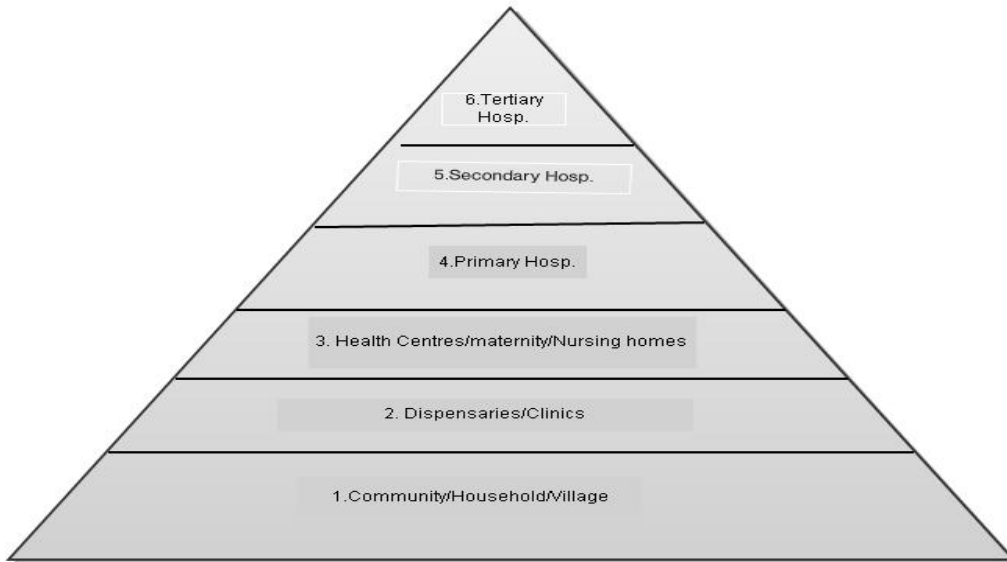 6.Tertiary
Hosp.
5.Secondary Hosp.
4.Primary Hosp.
3. Health Centres/maternity/Nursing homes
2. Dispensaries/Clinics
1.Community/Household/Village